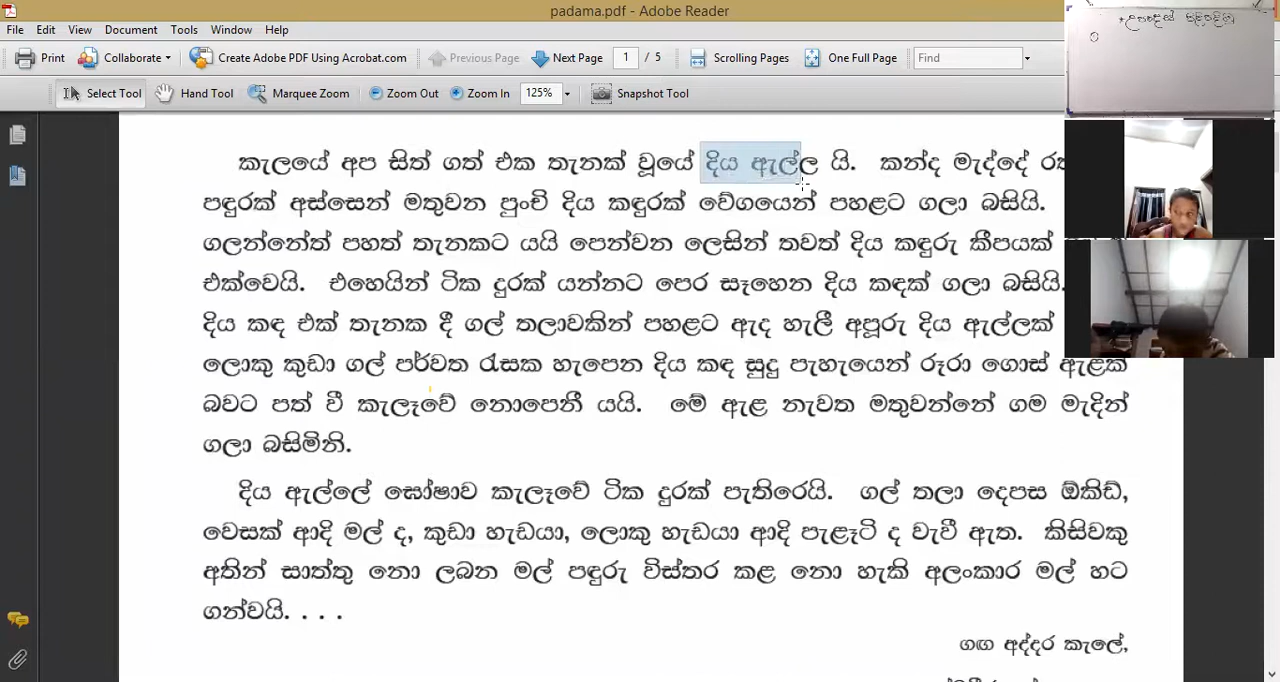 padama.pdf - Adobe Reader
File Edit View Document Tools Window Help
Print Collaborate Create Adobe PDF Using Acrobat.com Previous Page Next Page 1 / 5 Scrolling Pages One Full Page Find
Select Tool Hand Tool Marquee Zoom Zoom Out Zoom In 125% Snapshot Tool
කැලයේ අප සිත් ගත් එක තැනක් වූයේ දිය ඇල්ල යි. කන්ද මැද්දේ
පඳුරක් අස්සෙන් මතුවන පුංචි දිය කඳුරක් වේගයෙන් පහළට ගලා බසියි.
ගලන්නේත් පහත් තැනකට යයි පෙන්වන ලෙසින් තවත් දිය කඳුරු කීපයක්
එක්වෙයි. එහෙයින් ටික දුරක් යන්නට පෙර සෑහෙන දිය කඳක් ගලා බසියි.
දිය කඳ එක් තැනක දී ගල් තලාවකින් පහළට ඇද හැලී අපූරු දිය ඇල්ලක්
ලොකු කුඩා ගල් පර්වත රැසක හැපෙන දිය කඳ සුදු පැහැයෙන් රූරා ගොස් ඇළක්
බවට පත් වී කැලෑවේ නොපෙනී යයි. මේ ඇළ නැවත මතුවන්නේ ගම මැදින්
ගලා බසිමිනි.
දිය ඇල්ලේ ඝෝෂාව කැලෑවේ ටික දුරක් පැතිරෙයි. ගල් තලා දෙපස ඕකිඩ්,
වෙසක් ආදි මල් ද, කුඩා හැඩයා, ලොකු හැඩයා ආදි පැළෑටි ද වැවී ඇත. කිසිවකු
අතින් සාත්තු නො ලබන මල් පඳුරු විස්තර කළ නො හැකි අලංකාර මල් හට
ගන්වයි. . . .
ගඟ අද්දර කැලේ,